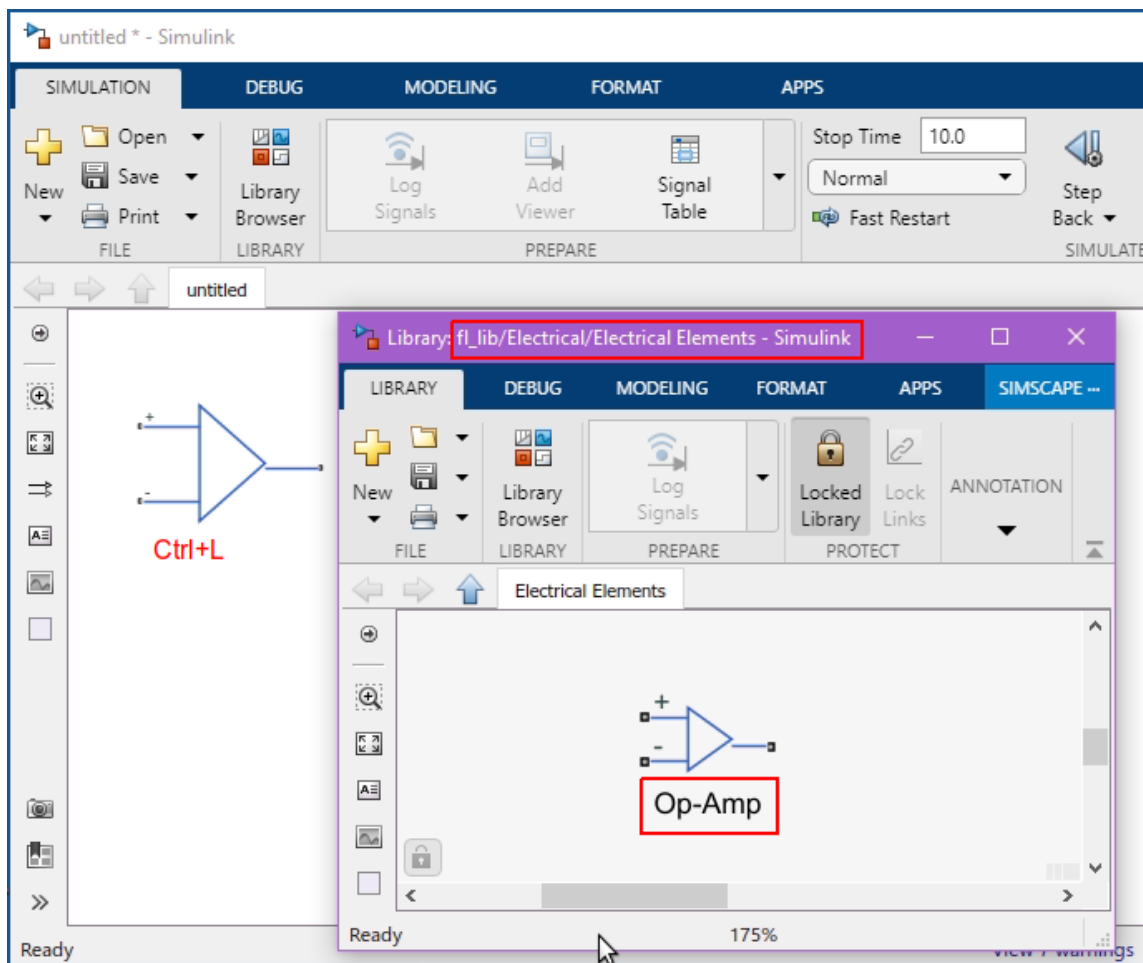 untitled * - Simulink
SIMULATION DEBUG MODELING FORMAT APPS
New
Open
Save
Print
FILE
Library
Browser
LIBRARY
Log
Signals
Add
Viewer
Signal
Table
PREPARE
Stop Time 10.0
Normal
Fast Restart
Step
Back
SIMULATE
untitled
+
-
Ctrl+L
Library: fl_lib/Electrical/Electrical Elements - Simulink
LIBRARY DEBUG MODELING FORMAT APPS SIMSCAPE ...
New
FILE
Library
Browser
LIBRARY
Log
Signals
PREPARE
Locked
Library
Lock
Links
PROTECT
ANNOTATION
Electrical Elements
+
-
Op-Amp
Ready 175%
Ready
warnings